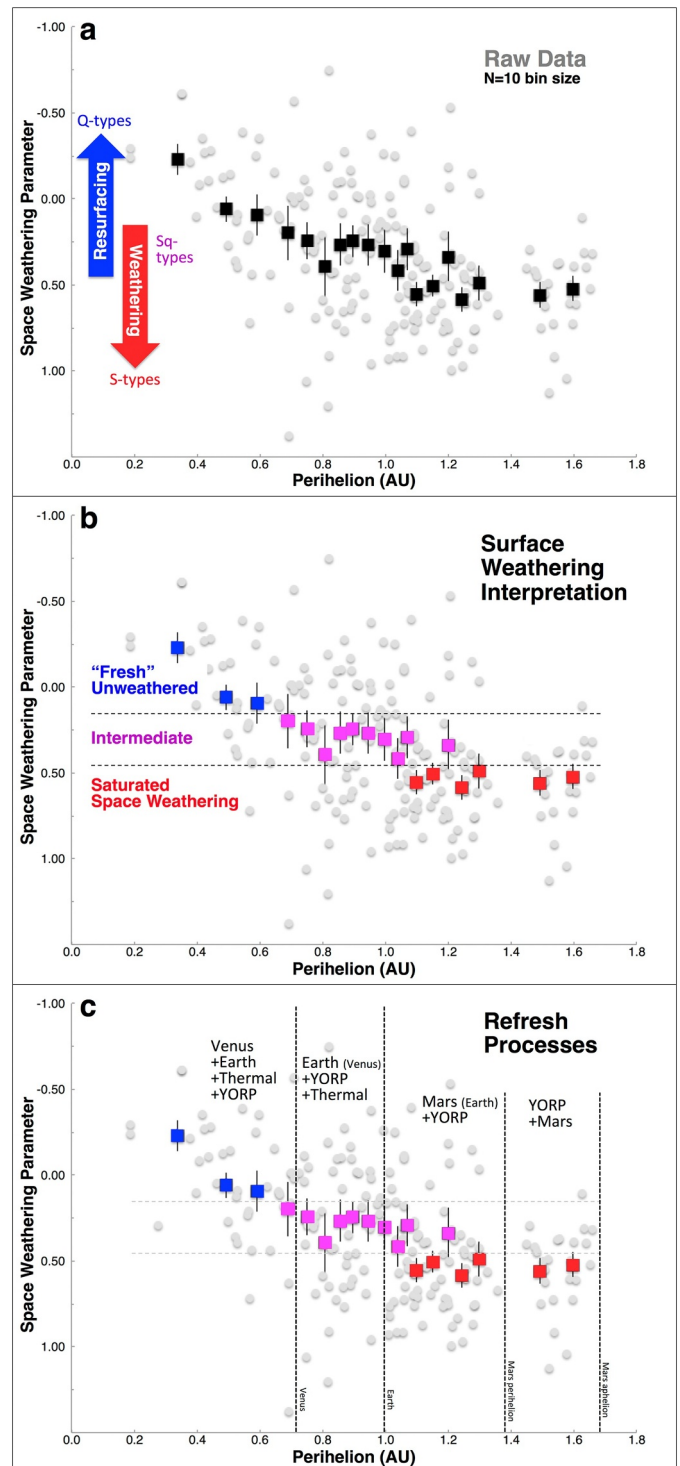 a
Raw Data
N=10 bin size
Q-types
Resurfacing
Weathering
Sq-
types
S-types
Space Weathering Parameter
-1.00
-0.50
0.00
0.50
1.00
0.0 0.2 0.4 0.6 0.8 1.0 1.2 1.4 1.6 1.8
Perihelion (AU)
b
Surface
Weathering
Interpretation
“Fresh”
Unweathered
Intermediate
Saturated
Space Weathering
Space Weathering Parameter
-1.00
-0.50
0.00
0.50
1.00
0.0 0.2 0.4 0.6 0.8 1.0 1.2 1.4 1.6 1.8
Perihelion (AU)
c
Refresh
Processes
Venus
+Earth
+Thermal
+YORP
Earth (Venus)
+YORP
+Thermal
Mars (Earth)
+YORP
YORP
+Mars
Venus
Earth
Mars perihelion
Mars aphelion
Space Weathering Parameter
-1.00
-0.50
0.00
0.50
1.00
0.0 0.2 0.4 0.6 0.8 1.0 1.2 1.4 1.6 1.8
Perihelion (AU)